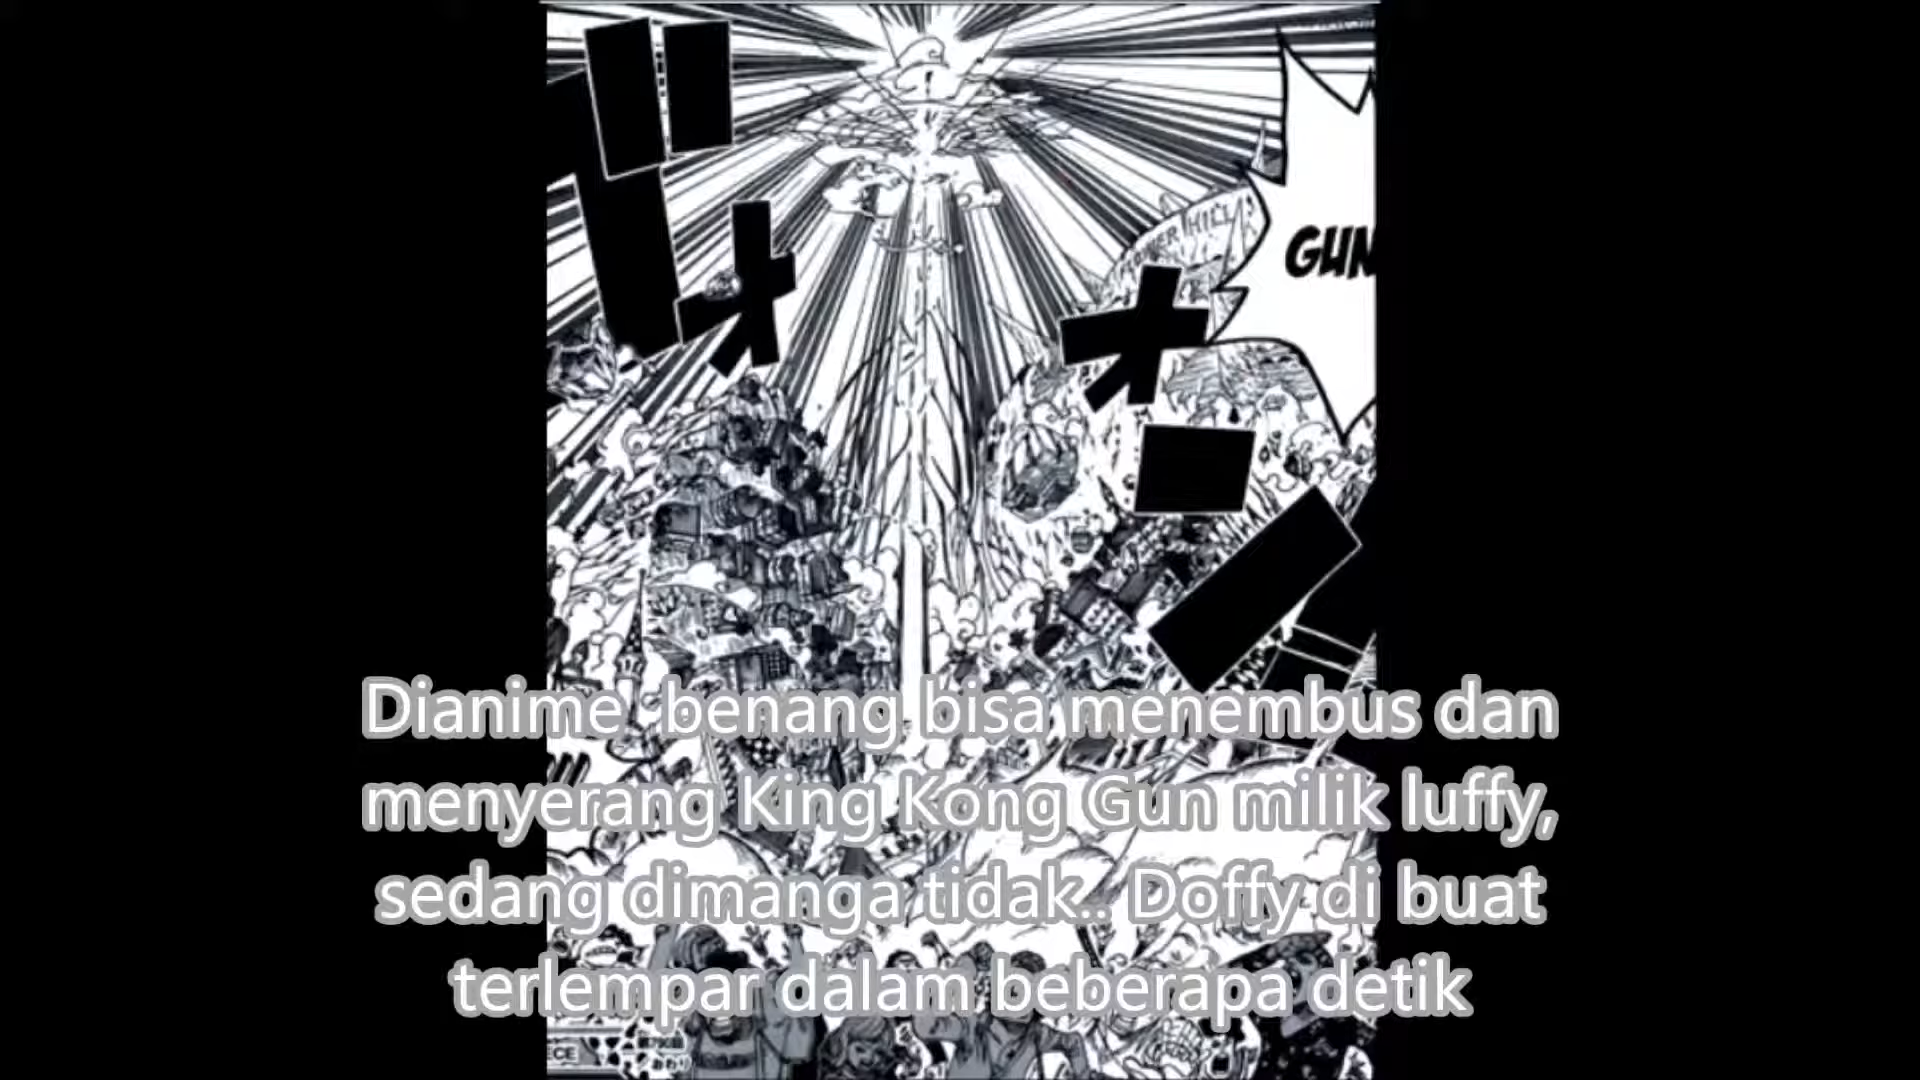 GUN
Dianime benang bisa menembus dan
menyerang King Kong Gun milik luffy,
sedang dimanga tidak.. Doffy di buat
terlempar dalam beberapa detik